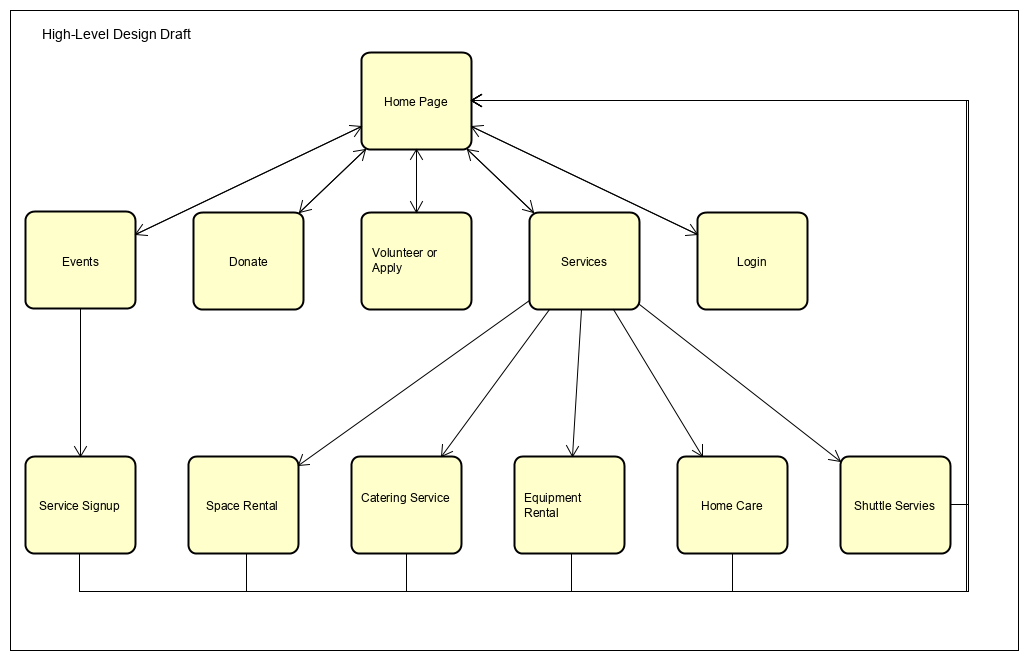 High-Level Design Draft
Home Page
Events
Donate
Volunteer or
Apply
Services
Login
Service Signup
Space Rental
Catering Service
Equipment
Rental
Home Care
Shuttle Servies